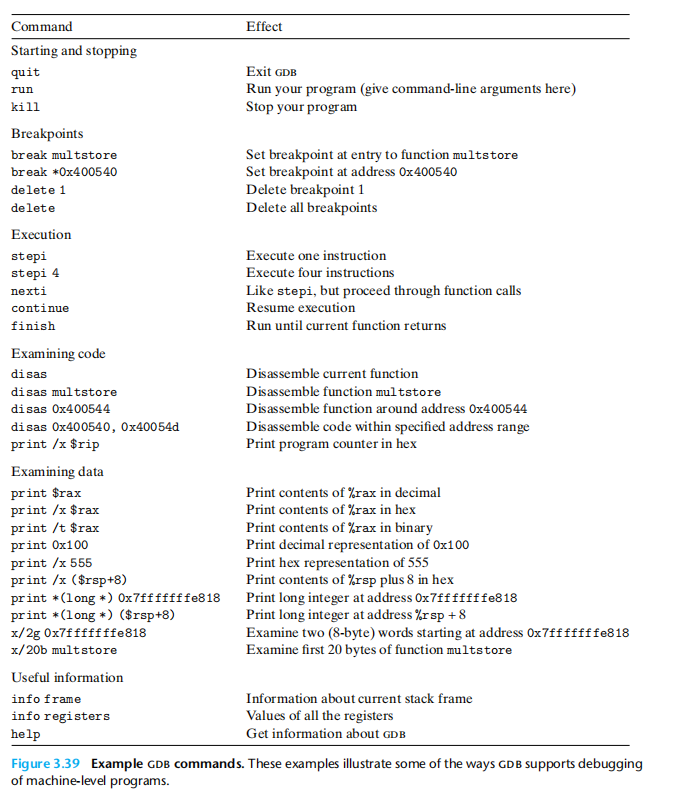 Command Effect
Starting and stopping
quit Exit GDB
run Run your program (give command-line arguments here)
kill Stop your program
Breakpoints
break multstore Set breakpoint at entry to function multstore
break *0x400540 Set breakpoint at address 0x400540
delete 1 Delete breakpoint 1
delete Delete all breakpoints
Execution
stepi Execute one instruction
stepi 4 Execute four instructions
nexti Like stepi, but proceed through function calls
continue Resume execution
finish Run until current function returns
Examining code
disas Disassemble current function
disas multstore Disassemble function multstore
disas 0x400544 Disassemble function around address 0x400544
disas 0x400540, 0x40054d Disassemble code within specified address range
print /x $rip Print program counter in hex
Examining data
print $rax Print contents of %rax in decimal
print /x $rax Print contents of %rax in hex
print /t $rax Print contents of %rax in binary
print 0x100 Print decimal representation of 0x100
print /x 555 Print hex representation of 555
print /x ($rsp+8) Print contents of %rsp plus 8 in hex
print *(long *) 0x7fffffffe818 Print long integer at address 0x7fffffffe818
print *(long *) ($rsp+8) Print long integer at address %rsp + 8
x/2g 0x7fffffffe818 Examine two (8-byte) words starting at address 0x7fffffffe818
x/20b multstore Examine first 20 bytes of function multstore
Useful information
info frame Information about current stack frame
info registers Values of all the registers
help Get information about GDB
Figure 3.39 Example GDB commands. These examples illustrate some of the ways GDB supports debugging
of machine-level programs.